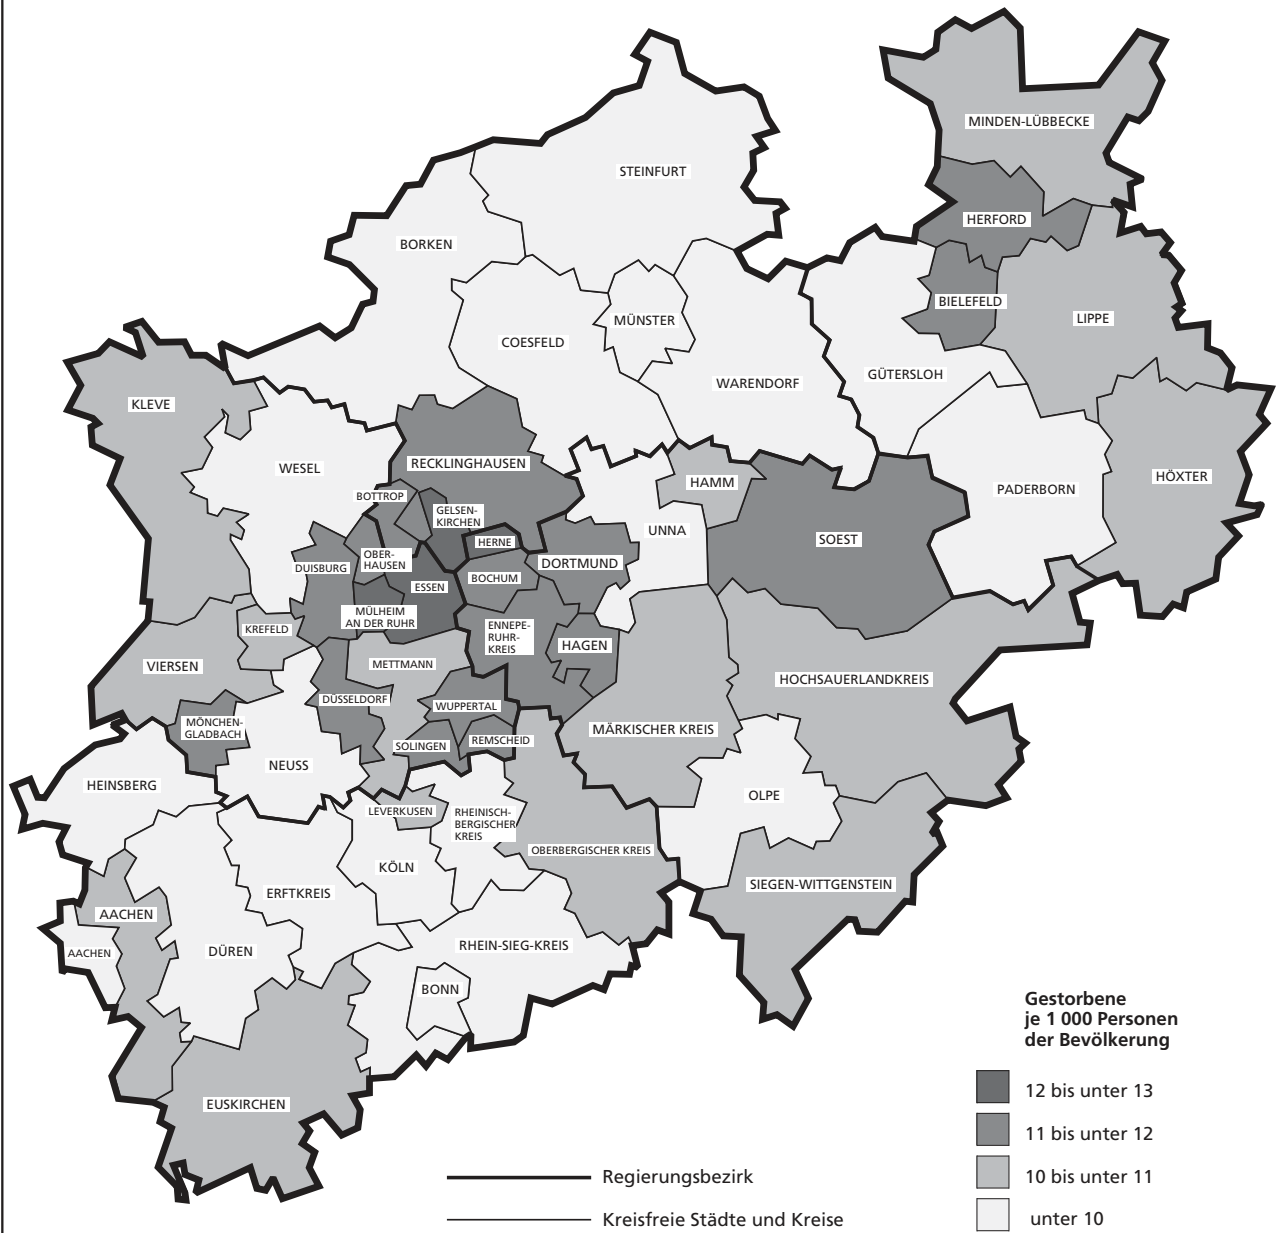 MINDEN-LÜBBECKE
STEINFURT
HERFORD
BORKEN
BIELEFELD
LIPPE
MÜNSTER
COESFELD
GÜTERSLOH
WARENDORF
KLEVE
RECKLINGHAUSEN
WESEL
HÖXTER
HAMM
PADERBORN
BOTTROP
GELSEN-
KIRCHEN
UNNA
SOEST
HERNE
OBER-
HAUSEN
DORTMUND
DUISBURG
BOCHUM
ESSEN
MÜLHEIM
AN DER RUHR
KREFELD
ENNEPE-
RUHR-
KREIS
HAGEN
VIERSEN
METTMANN
HOCHSAUERLANDKREIS
DÜSSELDORF
WUPPERTAL
MÖNCHEN-
GLADBACH
MÄRKISCHER KREIS
REMSCHEID
SOLINGEN
NEUSS
HEINSBERG
OLPE
LEVERKUSEN
RHEINISCH-
BERGISCHER
KREIS
OBERBERGISCHER KREIS
KÖLN
SIEGEN-WITTGENSTEIN
ERFTKREIS
AACHEN
RHEIN-SIEG-KREIS
DÜREN
AACHEN
BONN
EUSKIRCHEN
Gestorbene
je 1 000 Personen
der Bevölkerung
12 bis unter 13
11 bis unter 12
10 bis unter 11
unter 10
Regierungsbezirk
Kreisfreie Städte und Kreise